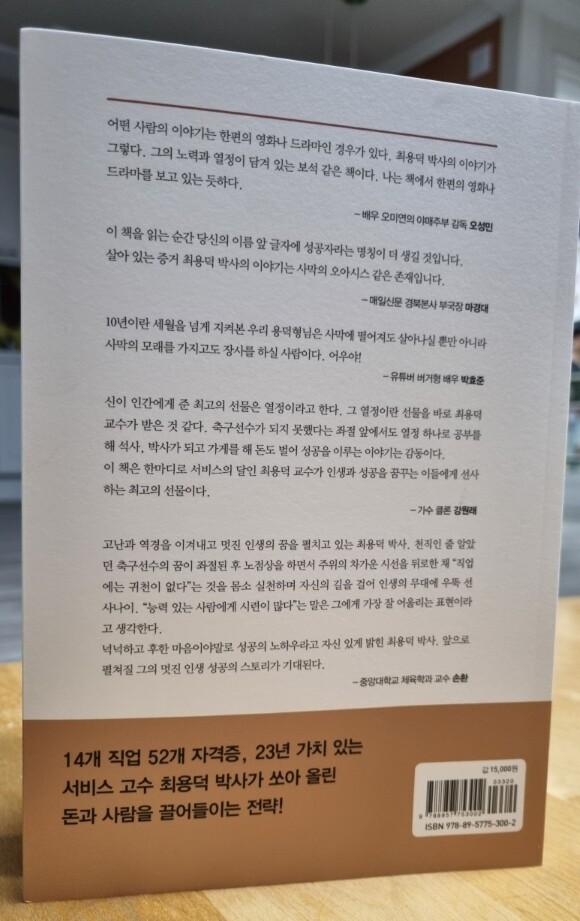 어떤 사람의 이야기는 한편의 영화나 드라마인 경우가 있다. 최용덕 박사의 이야기가
그렇다. 그의 노력과 열정이 담겨 있는 보석 같은 책이다. 나는 책에서 한편의 영화나
드라마를 보고 있는 듯하다.
– 배우 오미연의 야매주부 감독 오성민
이 책을 읽는 순간 당신의 이름 앞 글자에 성공자라는 명칭이 더 생길 것입니다.
살아 있는 증거 최용덕 박사의 이야기는 사막의 오아시스 같은 존재입니다.
– 매일신문 경북본사 부국장 마경대
10년이란 세월을 넘게 지켜본 우리 용덕형님은 사막에 떨어져도 살아나실 뿐만 아니라
사막의 모래를 가지고도 장사를 하실 사람이다. 어우야!
– 유튜버 버거형 배우 박효준
신이 인간에게 준 최고의 선물은 열정이라고 한다. 그 열정이란 선물을 바로 최용덕
교수가 받은 것 같다. 축구선수가 되지 못했다는 좌절 앞에서도 열정 하나로 공부를
해 석사, 박사가 되고 가게를 해 돈도 벌어 성공을 이루는 이야기는 감동이다.
이 책은 한마디로 서비스의 달인 최용덕 교수가 인생과 성공을 꿈꾸는 이들에게 선사
하는 최고의 선물이다.
– 가수 클론 강원래
고난과 역경을 이겨내고 멋진 인생의 꿈을 펼치고 있는 최용덕 박사. 천직인 줄 알았
던 축구선수의 꿈이 좌절된 후 노점상을 하면서 주위의 차가운 시선을 뒤로한 채 “직업
에는 귀천이 없다”는 것을 몸소 실천하며 자신의 길을 걸어 인생의 무대에 우뚝 선
사나이. “능력 있는 사람에게 시련이 많다”는 말은 그에게 가장 잘 어울리는 표현이라
고 생각한다.
넉넉하고 후한 마음이야말로 성공의 노하우라고 자신 있게 밝힌 최용덕 박사. 앞으로
펼쳐질 그의 멋진 인생 성공의 스토리가 기대된다.
– 중앙대학교 체육학과 교수 손환
14개 직업 52개 자격증, 23년 가치 있는
서비스 고수 최용덕 박사가 쏘아 올린
돈과 사람을 끌어들이는 전략!
값 15,000원
03320
9 788957 753002
ISBN 978-89-5775-300-2